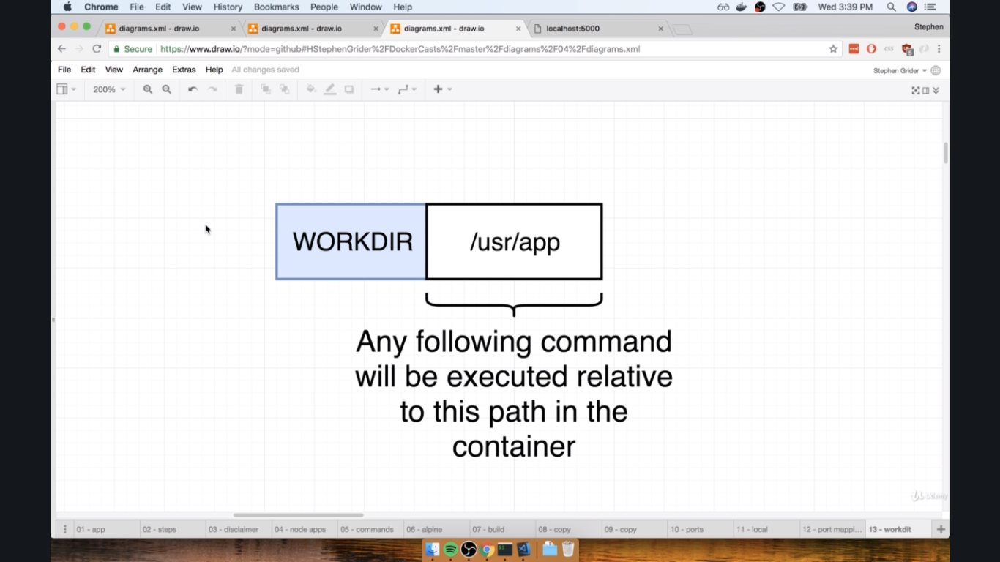 Chrome File Edit View History Bookmarks People Window Help Wed 3:39 PM
diagrams.xml - draw.io diagrams.xml - draw.io diagrams.xml - draw.io localhost:5000 Stephen
Secure https://www.draw.io/?mode=github#HStephenGrider%2FDockerCasts%2Fmaster%2Fdiagrams%2F04%2Fdiagrams.xml
File Edit View Arrange Extras Help All changes saved Stephen Grider
200%
WORKDIR /usr/app
Any following command
will be executed relative
to this path in the
container
Udemy
01 - app 02 - steps 03 - disclaimer 04 - node apps 05 - commands 06 - alpine 07 - build 08 - copy 09 - copy 10 - ports 11 - local 12 - port mappi... 13 - workdit